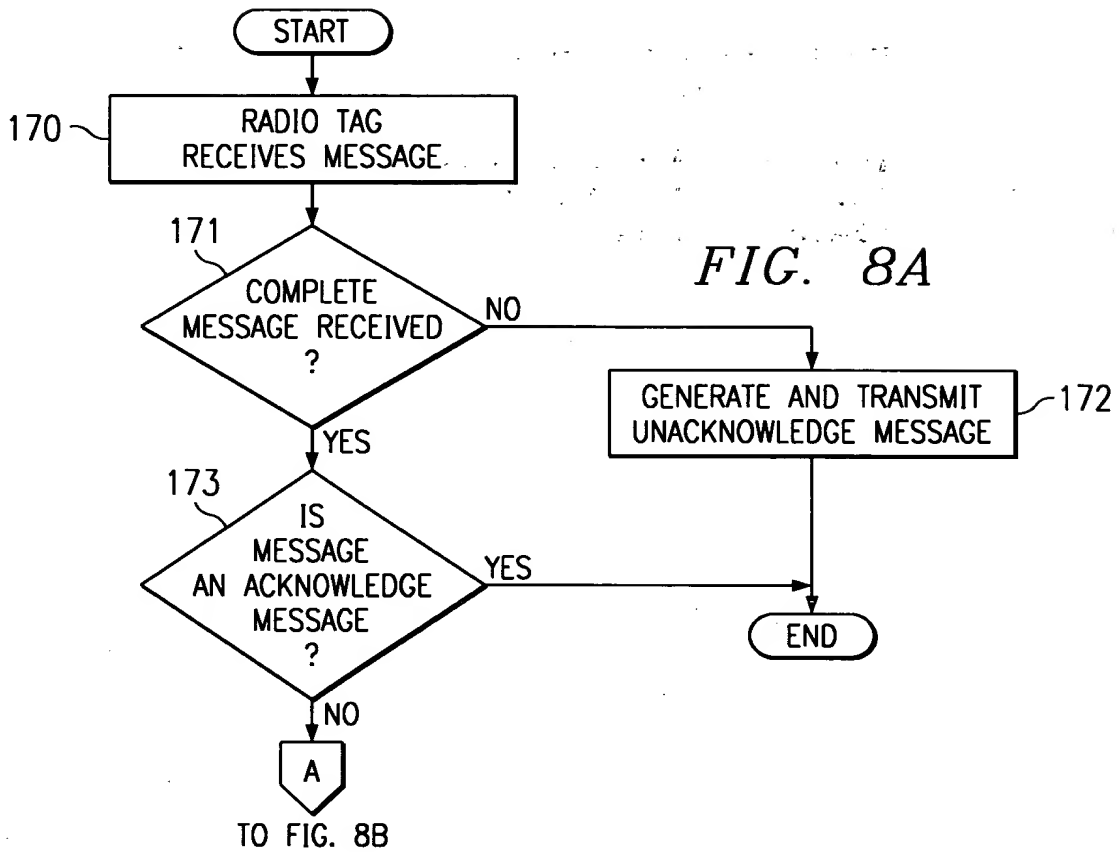 START
170
RADIO TAG
RECEIVES MESSAGE
171
COMPLETE
MESSAGE RECEIVED
?
NO
FIG. 8A
GENERATE AND TRANSMIT
UNACKNOWLEDGE MESSAGE
172
YES
173
IS
MESSAGE
AN ACKNOWLEDGE
MESSAGE
?
YES
END
NO
A
TO FIG. 8B